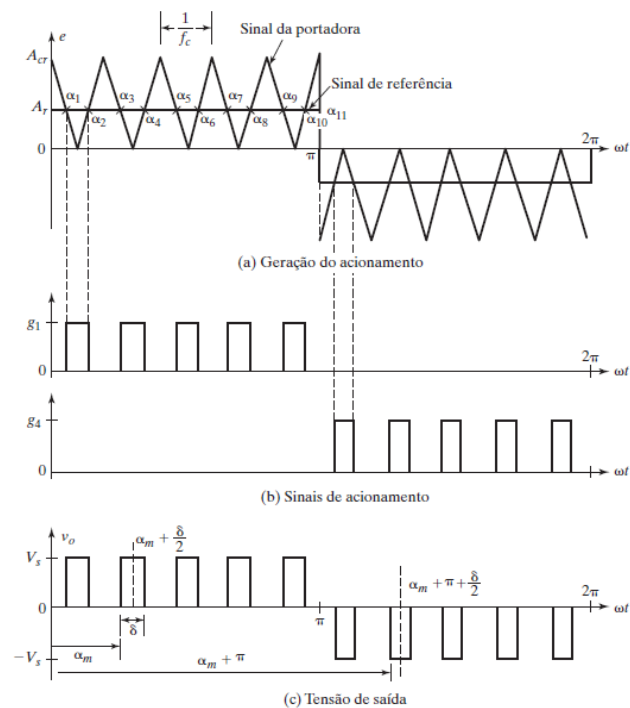 e
1/f_c
Sinal da portadora
A_cr
Sinal de referência
α₁
α₃
α₅
α₇
α₉
A_r
α₂
α₄
α₆
α₈
α₁₀
α₁₁
0
π
2π
ωt
(a) Geração do acionamento
g₁
0
2π
ωt
g₄
0
ωt
(b) Sinais de acionamento
v_o
α_m + δ/2
V_s
α_m + π + δ/2
0
π
2π
ωt
δ
α_m
α_m + π
−V_s
(c) Tensão de saída